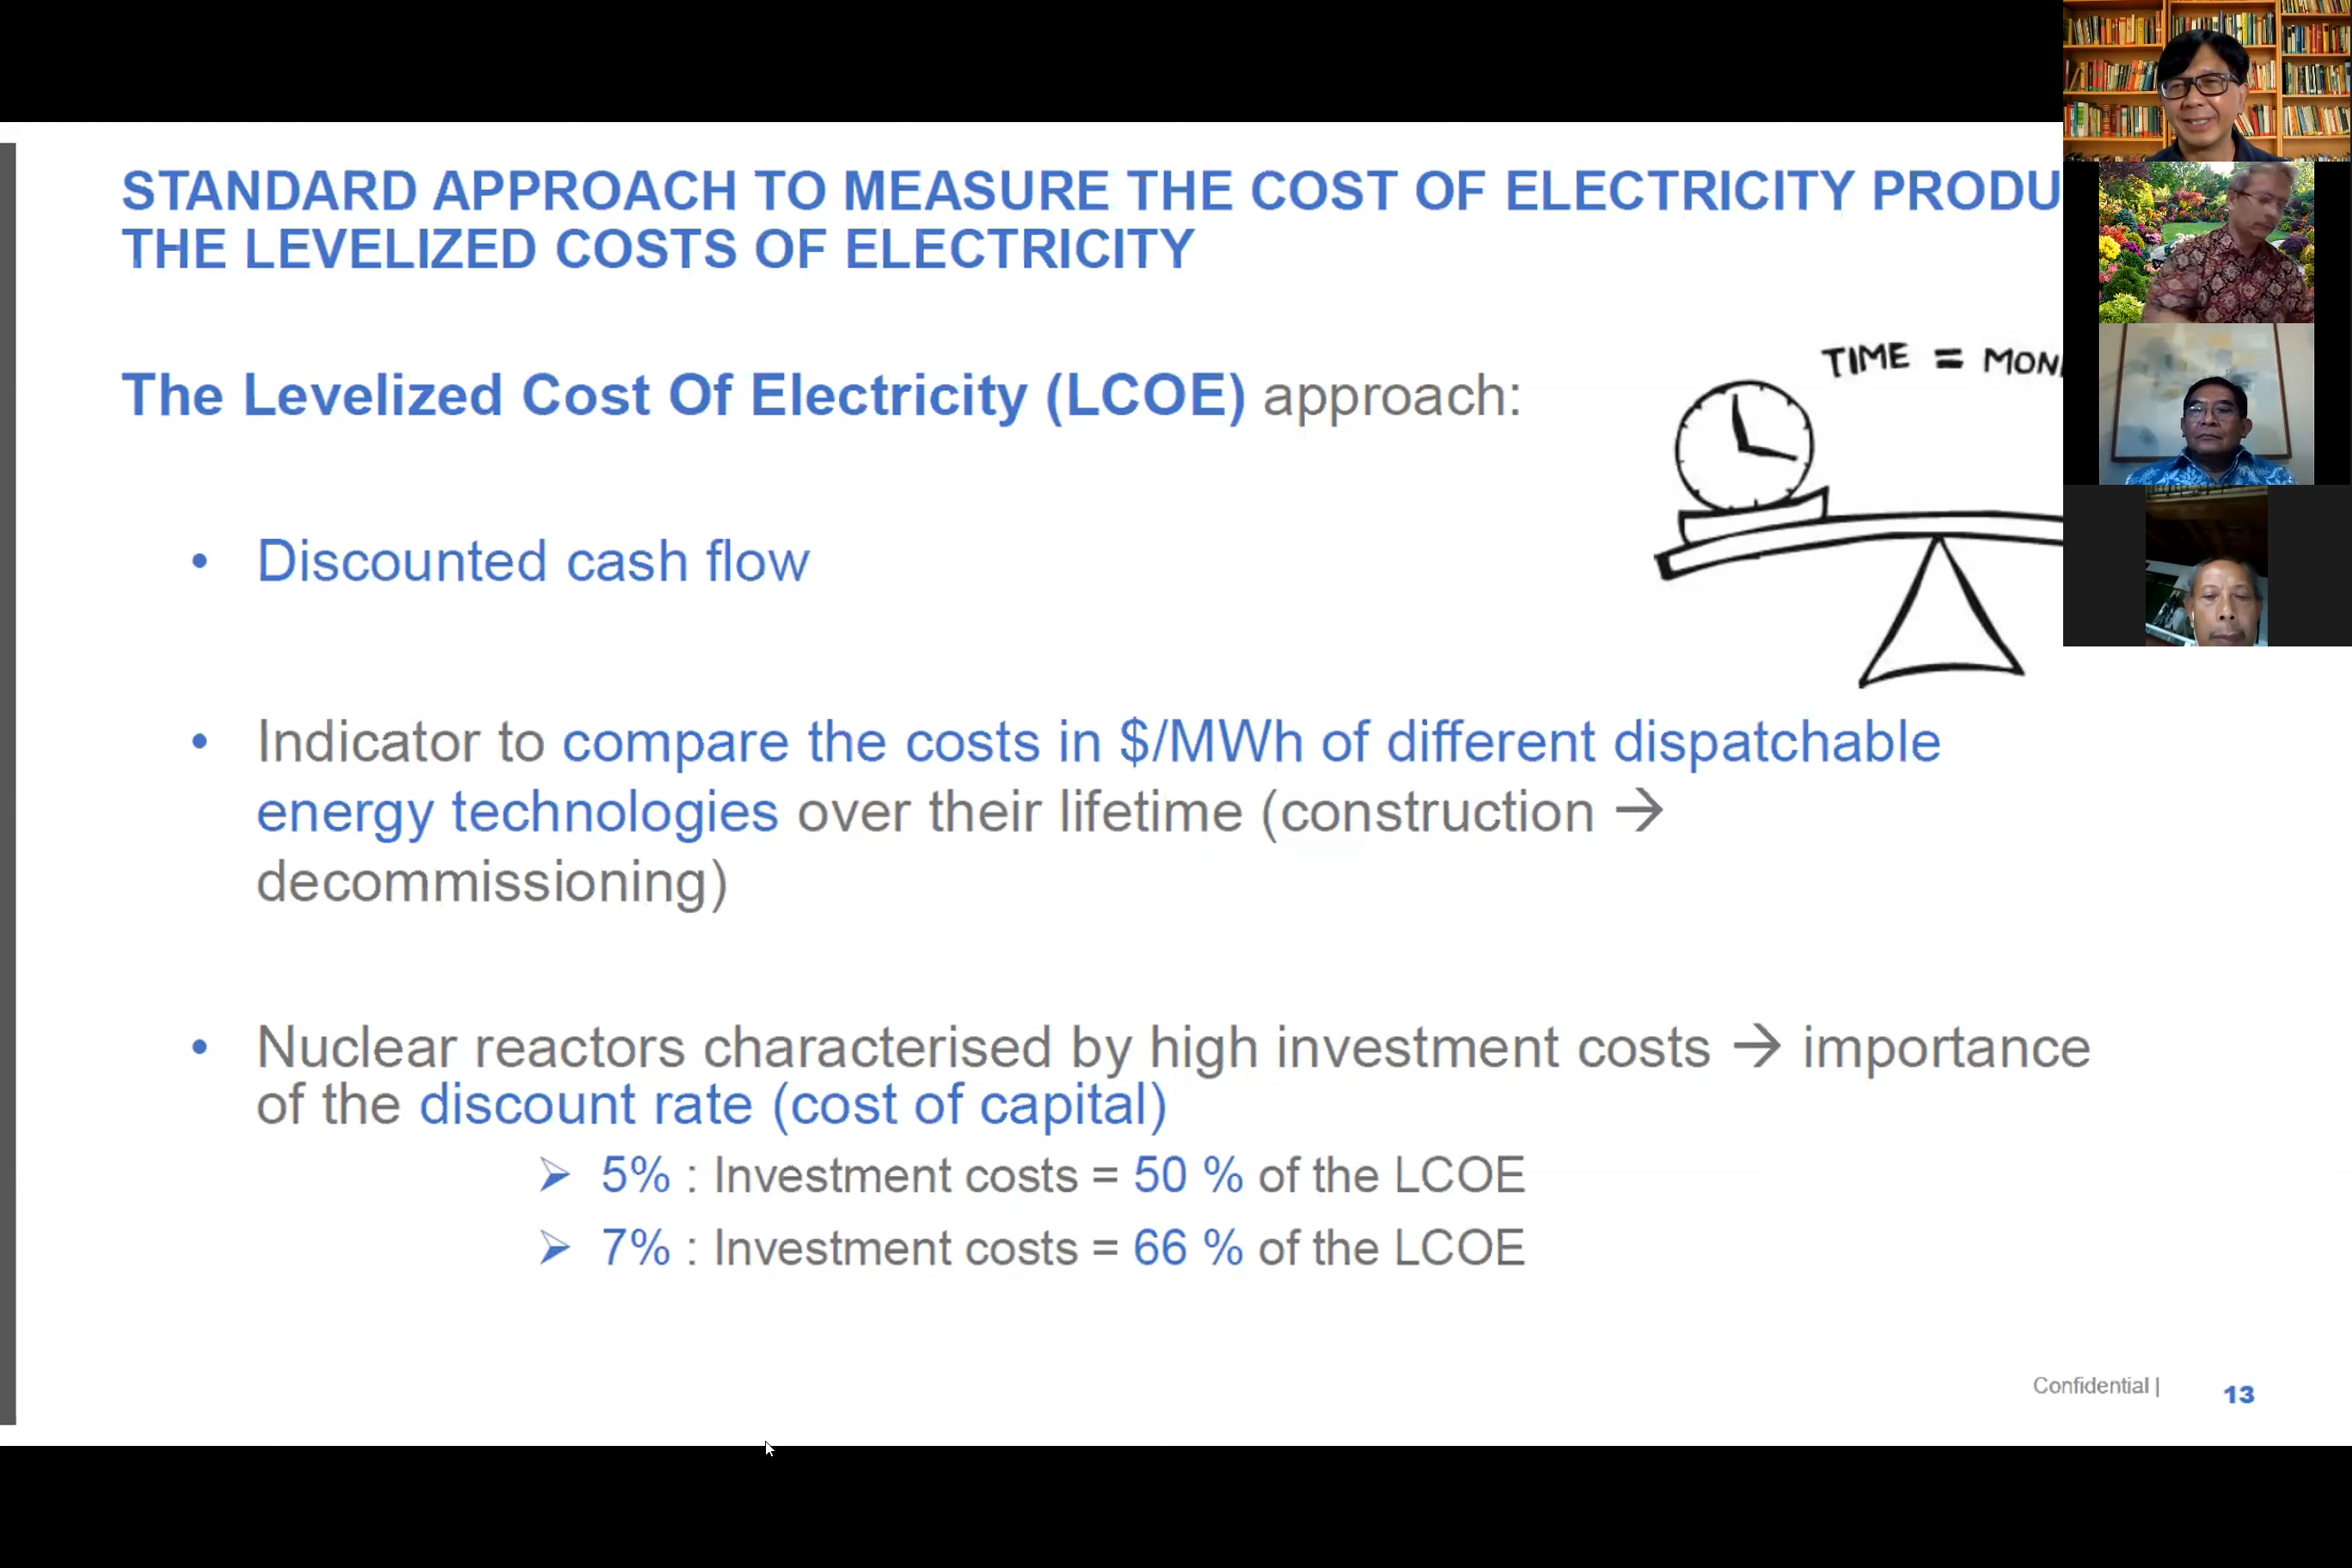 STANDARD APPROACH TO MEASURE THE COST OF ELECTRICITY PRODU
THE LEVELIZED COSTS OF ELECTRICITY
TIME = MON
The Levelized Cost Of Electricity (LCOE) approach:
• Discounted cash flow
• Indicator to compare the costs in $/MWh of different dispatchable
energy technologies over their lifetime (construction →
decommissioning)
• Nuclear reactors characterised by high investment costs → importance
of the discount rate (cost of capital)
➢ 5% : Investment costs = 50 % of the LCOE
➢ 7% : Investment costs = 66 % of the LCOE
Confidential |
13